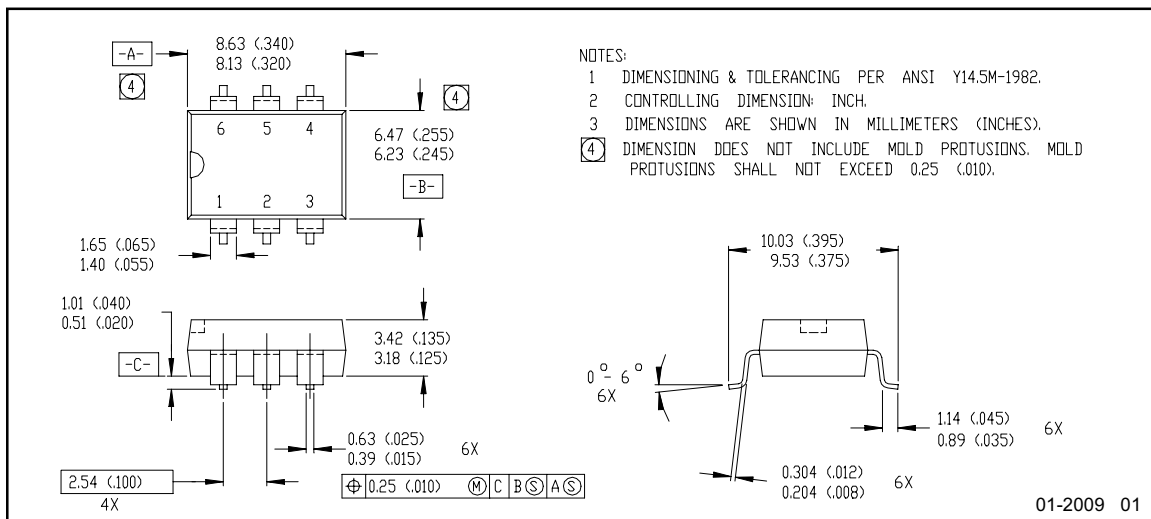 -A-
8.63 (.340)
8.13 (.320)
4
4
6 5 4
1 2 3
6.47 (.255)
6.23 (.245)
-B-
NOTES:
1 DIMENSIONING & TOLERANCING PER ANSI Y14.5M-1982.
2 CONTROLLING DIMENSION: INCH.
3 DIMENSIONS ARE SHOWN IN MILLIMETERS (INCHES).
4 DIMENSION DOES NOT INCLUDE MOLD PROTUSIONS. MOLD
PROTUSIONS SHALL NOT EXCEED 0.25 (.010).
1.65 (.065)
1.40 (.055)
1.01 (.040)
0.51 (.020)
-C-
3.42 (.135)
3.18 (.125)
0.63 (.025)
0.39 (.015)
6X
2.54 (.100)
4X
⌖ 0.25 (.010) Ⓜ C B Ⓢ A Ⓢ
10.03 (.395)
9.53 (.375)
0°- 6°
6X
1.14 (.045)
0.89 (.035)
6X
0.304 (.012)
0.204 (.008)
6X
01-2009 01